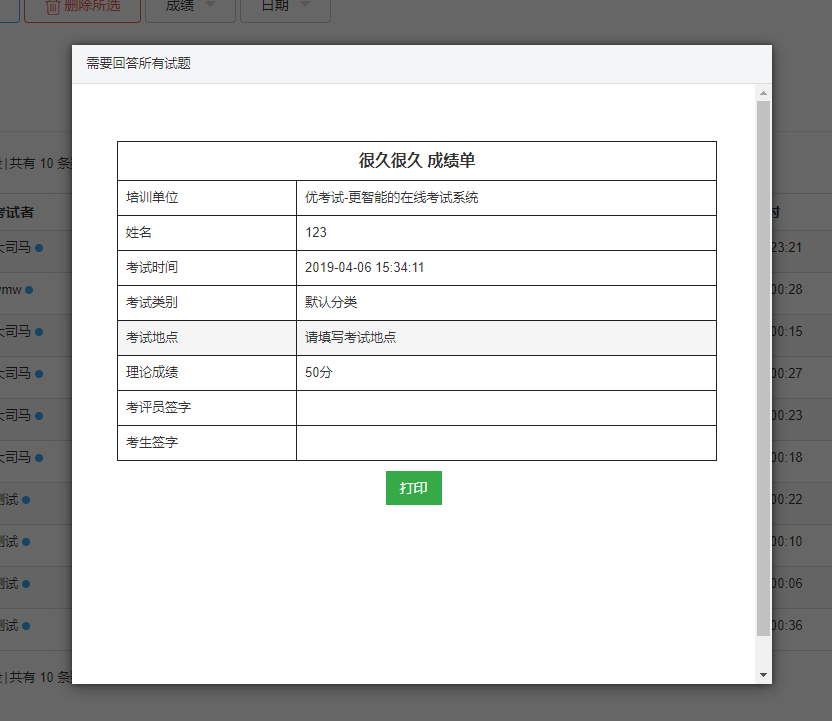 删除所选
成绩
日期
需要回答所有试题
共有 10 条
很久很久 成绩单
培训单位
优考试-更智能的在线考试系统
姓名
123
考试时间
2019-04-06 15:34:11
考试类别
默认分类
考试地点
请填写考试地点
理论成绩
50分
考评员签字
考生签字
打印
考试者
时
大司马
23:21
ymw
00:28
大司马
00:15
大司马
00:27
大司马
00:23
大司马
00:18
测试
00:22
测试
00:10
测试
00:06
测试
00:36
共有 10 条